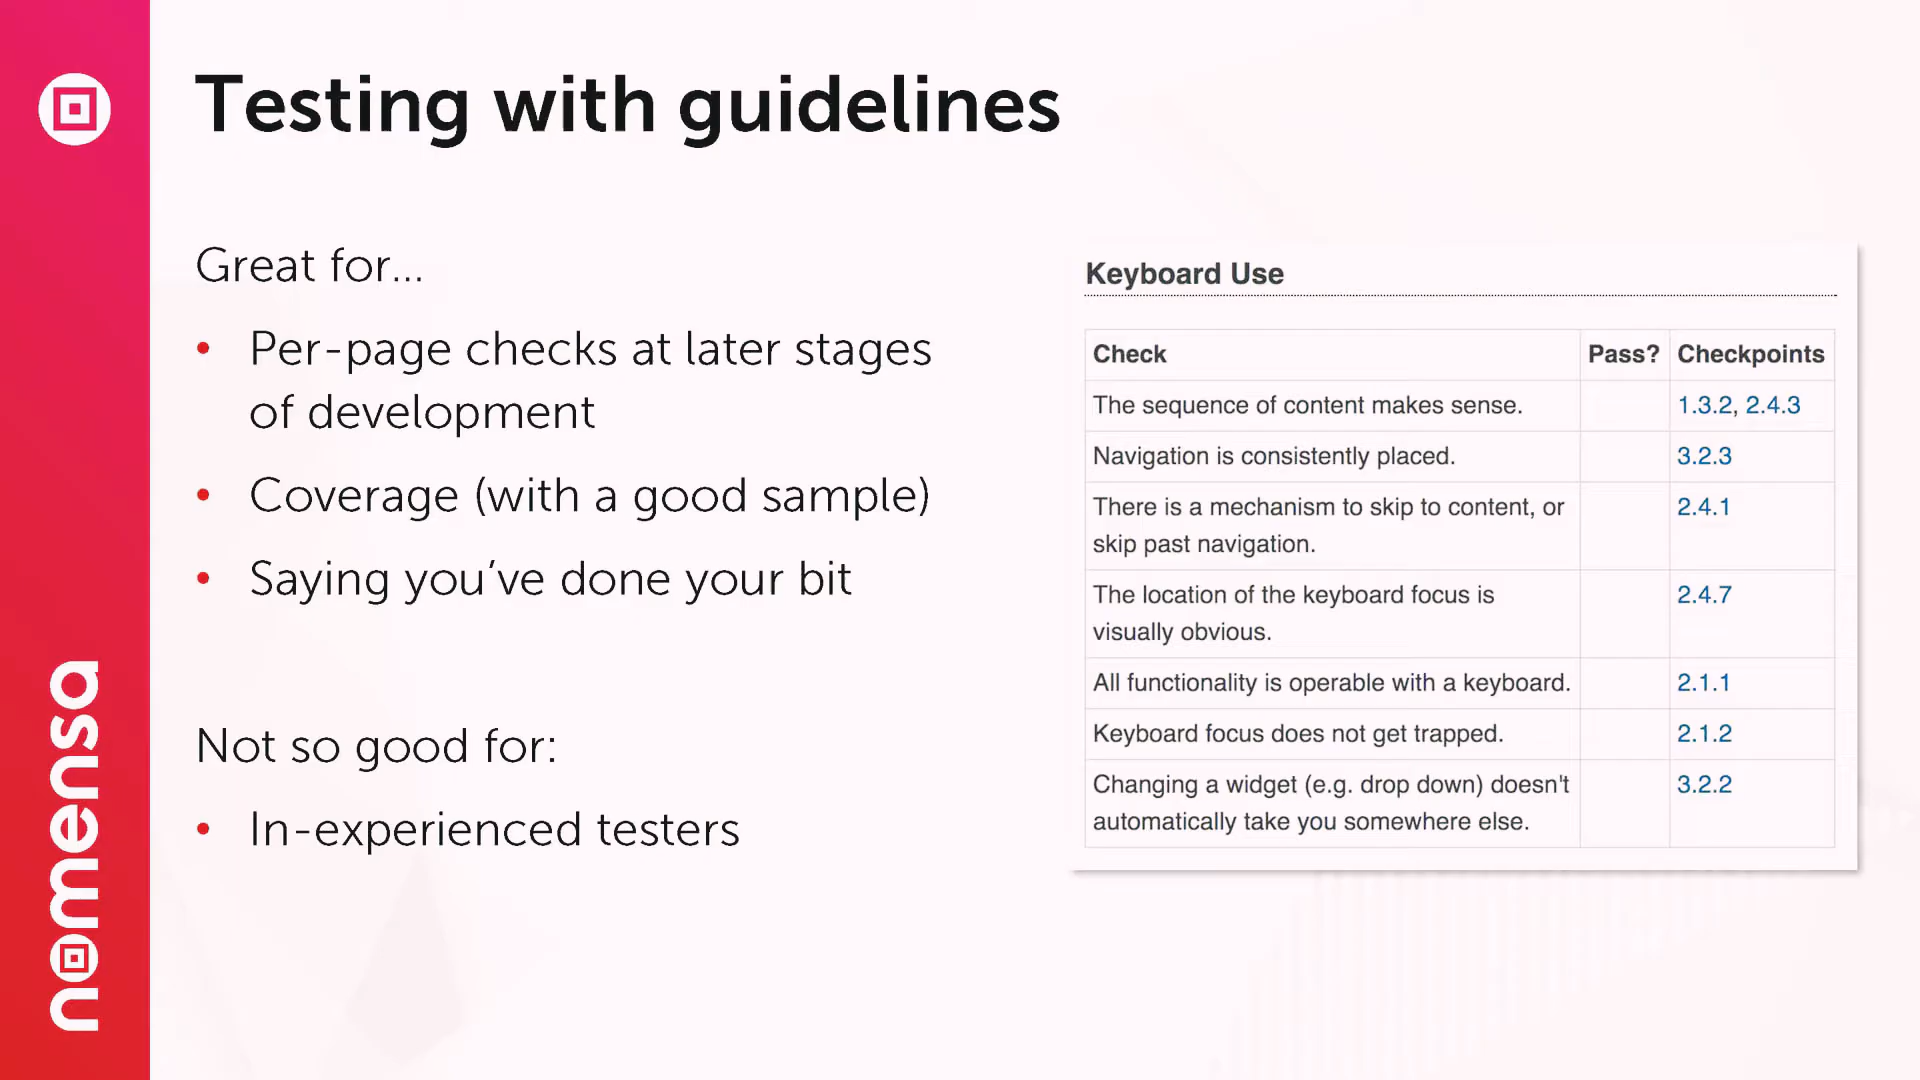 Testing with guidelines
Great for...
• Per-page checks at later stages
of development
• Coverage (with a good sample)
• Saying you’ve done your bit
Not so good for:
• In-experienced testers
Keyboard Use
Check Pass? Checkpoints
The sequence of content makes sense. 1.3.2, 2.4.3
Navigation is consistently placed. 3.2.3
There is a mechanism to skip to content, or 2.4.1
skip past navigation.
The location of the keyboard focus is 2.4.7
visually obvious.
All functionality is operable with a keyboard. 2.1.1
Keyboard focus does not get trapped. 2.1.2
Changing a widget (e.g. drop down) doesn't 3.2.2
automatically take you somewhere else.
nomensa